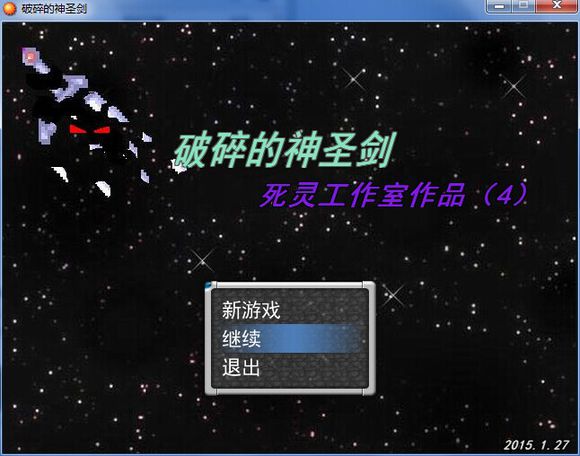 破碎的神圣剑
破碎的神圣剑
死灵工作室作品（4）
新游戏
继续
退出
2015.1.27